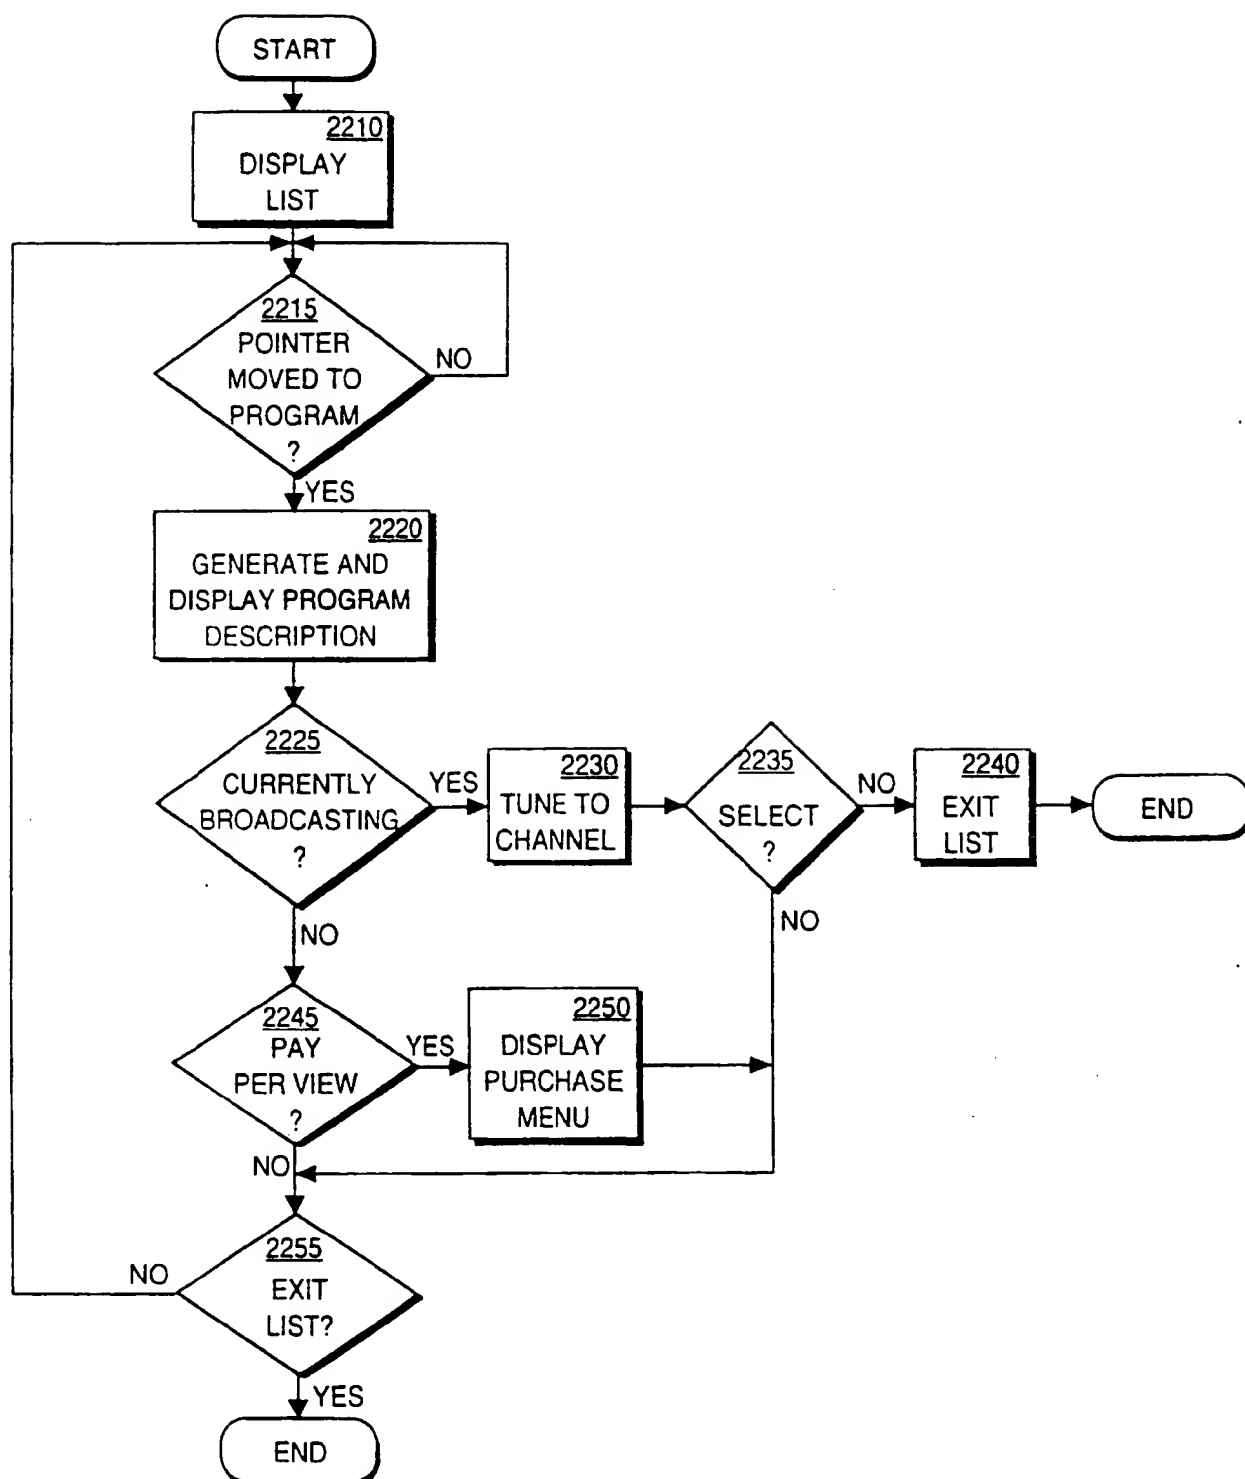 START
2210
DISPLAY
LIST
2215
POINTER
MOVED TO
PROGRAM
?
NO
YES
2220
GENERATE AND
DISPLAY PROGRAM
DESCRIPTION
2225
CURRENTLY
BROADCASTING
?
YES
2230
TUNE TO
CHANNEL
2235
SELECT
?
NO
2240
EXIT
LIST
END
NO
NO
2245
PAY
PER VIEW
?
YES
2250
DISPLAY
PURCHASE
MENU
NO
2255
EXIT
LIST?
NO
YES
END